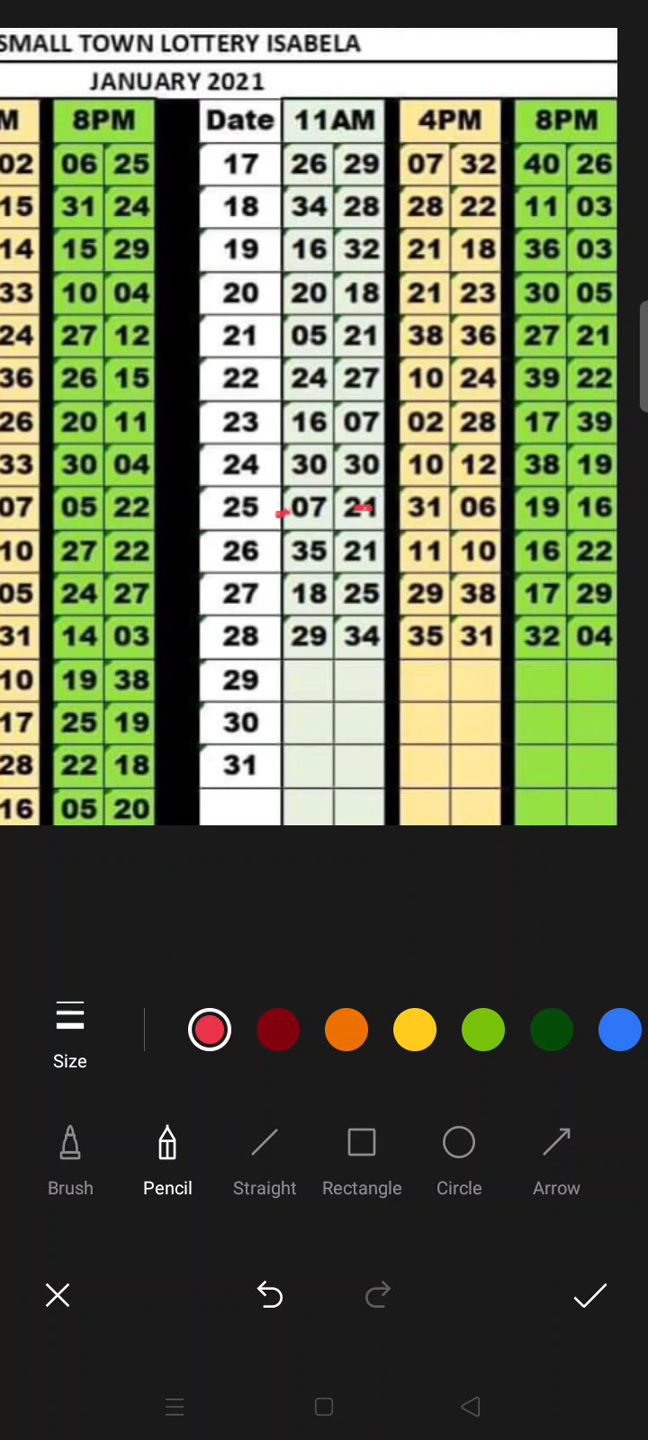 SMALL TOWN LOTTERY ISABELA
JANUARY 2021
M 8PM Date 11AM 4PM 8PM
02 06 25 17 26 29 07 32 40 26
15 31 24 18 34 28 28 22 11 03
14 15 29 19 16 32 21 18 36 03
33 10 04 20 20 18 21 23 30 05
24 27 12 21 05 21 38 36 27 21
36 26 15 22 24 27 10 24 39 22
26 20 11 23 16 07 02 28 17 39
33 30 04 24 30 30 10 12 38 19
07 05 22 25 07 21 31 06 19 16
10 27 22 26 35 21 11 10 16 22
05 24 27 27 18 25 29 38 17 29
31 14 03 28 29 34 35 31 32 04
10 19 38 29
17 25 19 30
28 22 18 31
16 05 20
Size
Brush Pencil Straight Rectangle Circle Arrow